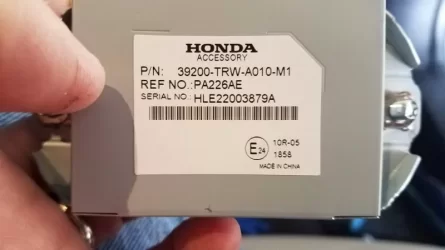 HONDA
ACCESSORY
P/N: 39200-TRW-A010-M1
REF NO.: PA226AE
SERIAL NO.: HLE22003879A
E24
10R-05
1858
MADE IN CHINA